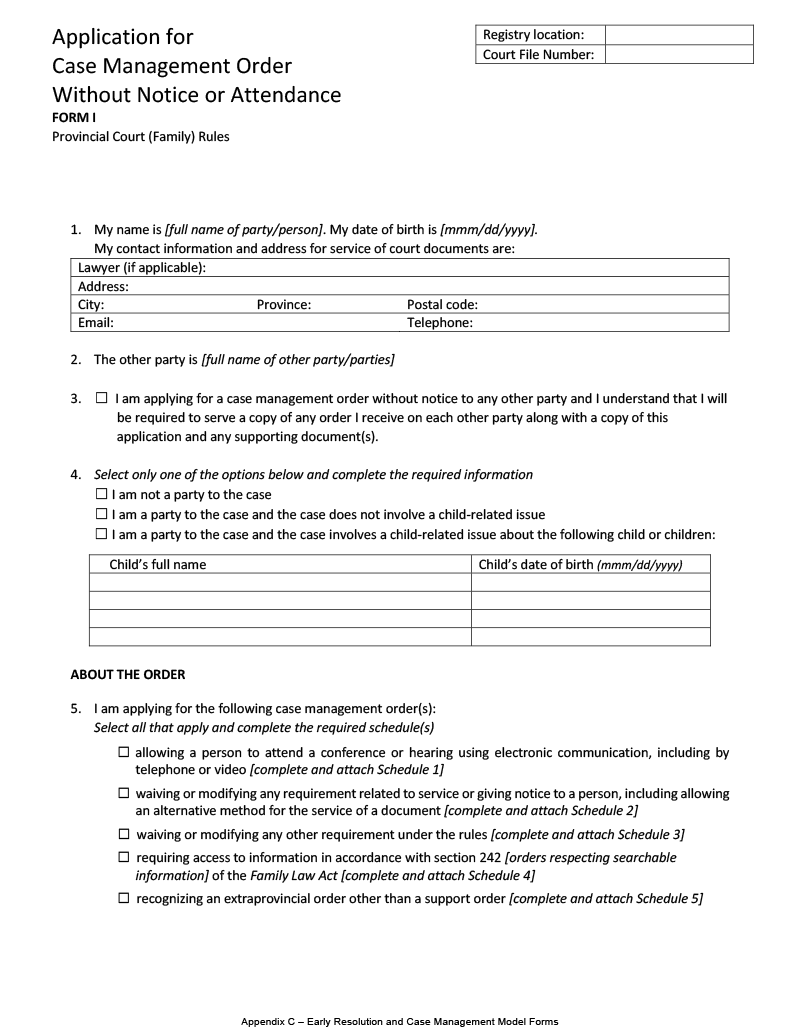 Application for
Case Management Order
Without Notice or Attendance
FORM I
Provincial Court (Family) Rules
Registry location:
Court File Number:
1. My name is [full name of party/person]. My date of birth is [mmm/dd/yyyy].
My contact information and address for service of court documents are:
Lawyer (if applicable):
Address:
City: Province: Postal code:
Email: Telephone:
2. The other party is [full name of other party/parties]
3. ☐ I am applying for a case management order without notice to any other party and I understand that I will
be required to serve a copy of any order I receive on each other party along with a copy of this
application and any supporting document(s).
4. Select only one of the options below and complete the required information
☐ I am not a party to the case
☐ I am a party to the case and the case does not involve a child-related issue
☐ I am a party to the case and the case involves a child-related issue about the following child or children:
Child's full name Child's date of birth (mmm/dd/yyyy)
ABOUT THE ORDER
5. I am applying for the following case management order(s):
Select all that apply and complete the required schedule(s)
☐ allowing a person to attend a conference or hearing using electronic communication, including by
telephone or video [complete and attach Schedule 1]
☐ waiving or modifying any requirement related to service or giving notice to a person, including allowing
an alternative method for the service of a document [complete and attach Schedule 2]
☐ waiving or modifying any other requirement under the rules [complete and attach Schedule 3]
☐ requiring access to information in accordance with section 242 [orders respecting searchable
information] of the Family Law Act [complete and attach Schedule 4]
☐ recognizing an extraprovincial order other than a support order [complete and attach Schedule 5]
Appendix C – Early Resolution and Case Management Model Forms